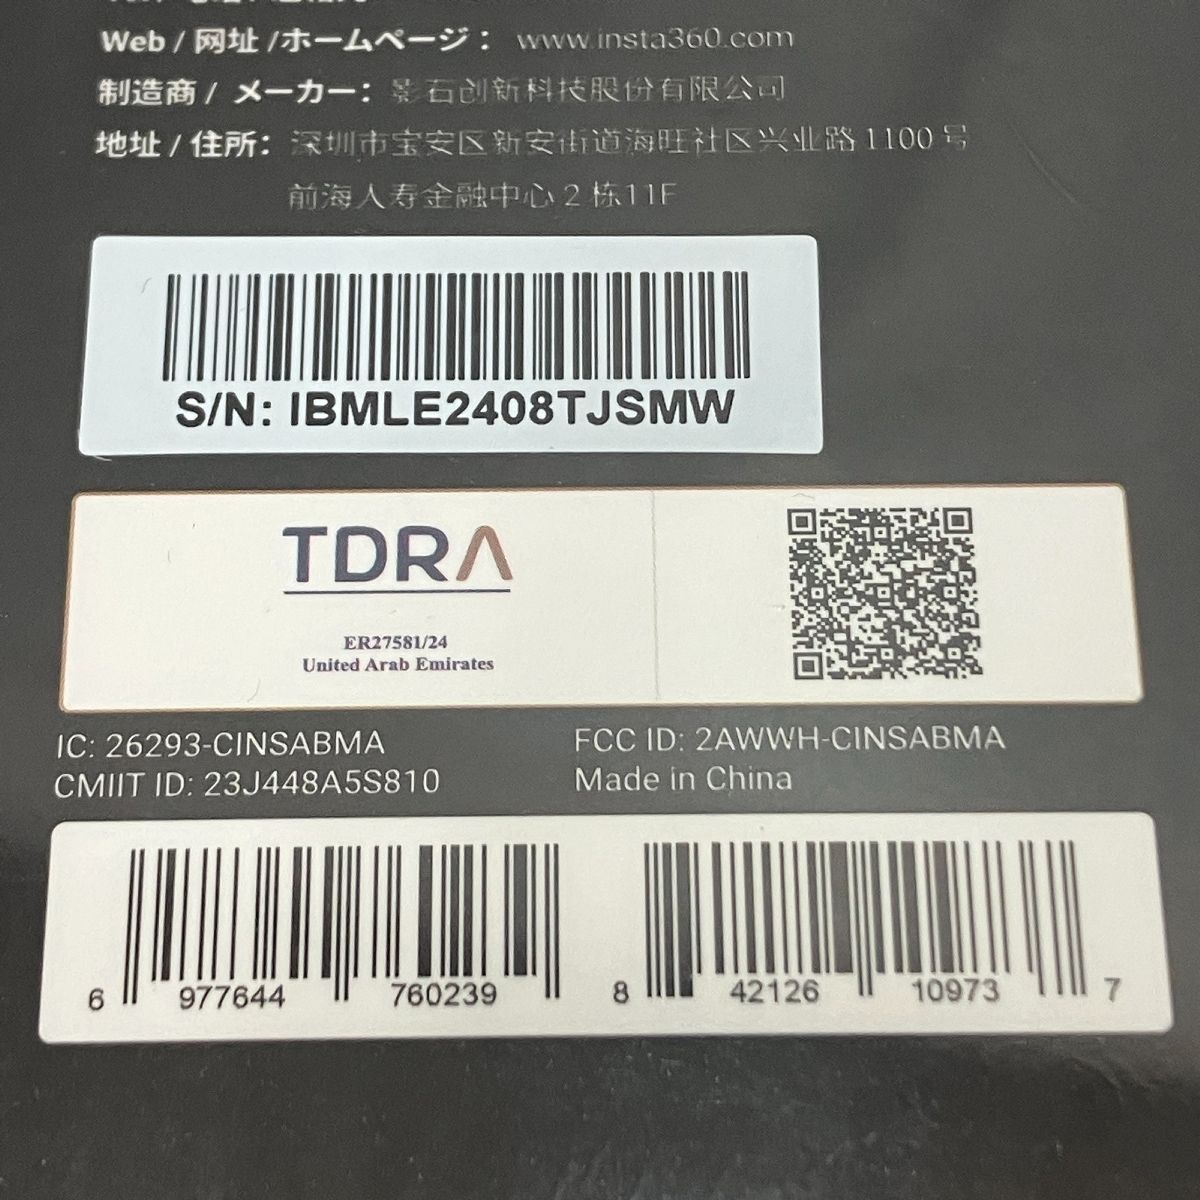 Web / 网址 /ホームページ： www.insta360.com
制造商 / メーカー： 影石创新科技股份有限公司
地址 / 住所： 深圳市宝安区新安街道海旺社区兴业路 1100 号
前海人寿金融中心 2 栋11F
S/N: IBMLE2408TJSMW
TDRA
ER27581/24
United Arab Emirates
IC: 26293-CINSABMA
FCC ID: 2AWWH-CINSABMA
CMIIT ID: 23J448A5S810
Made in China
6 977644 760239
8 42126 10973 7